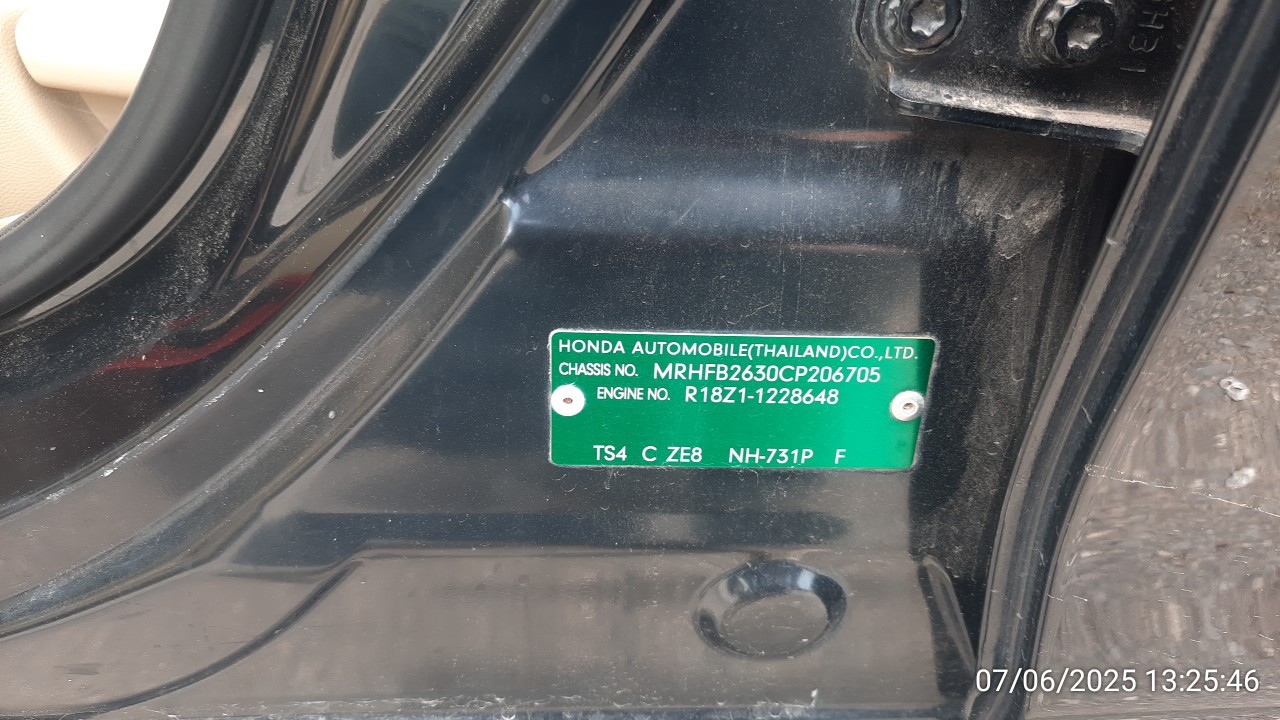 HONDA AUTOMOBILE(THAILAND)CO.,LTD.
CHASSIS NO. MRHFB2630CP206705
ENGINE NO. R18Z1-1228648
TS4 C ZE8 NH-731P F
07/06/2025 13:25:46